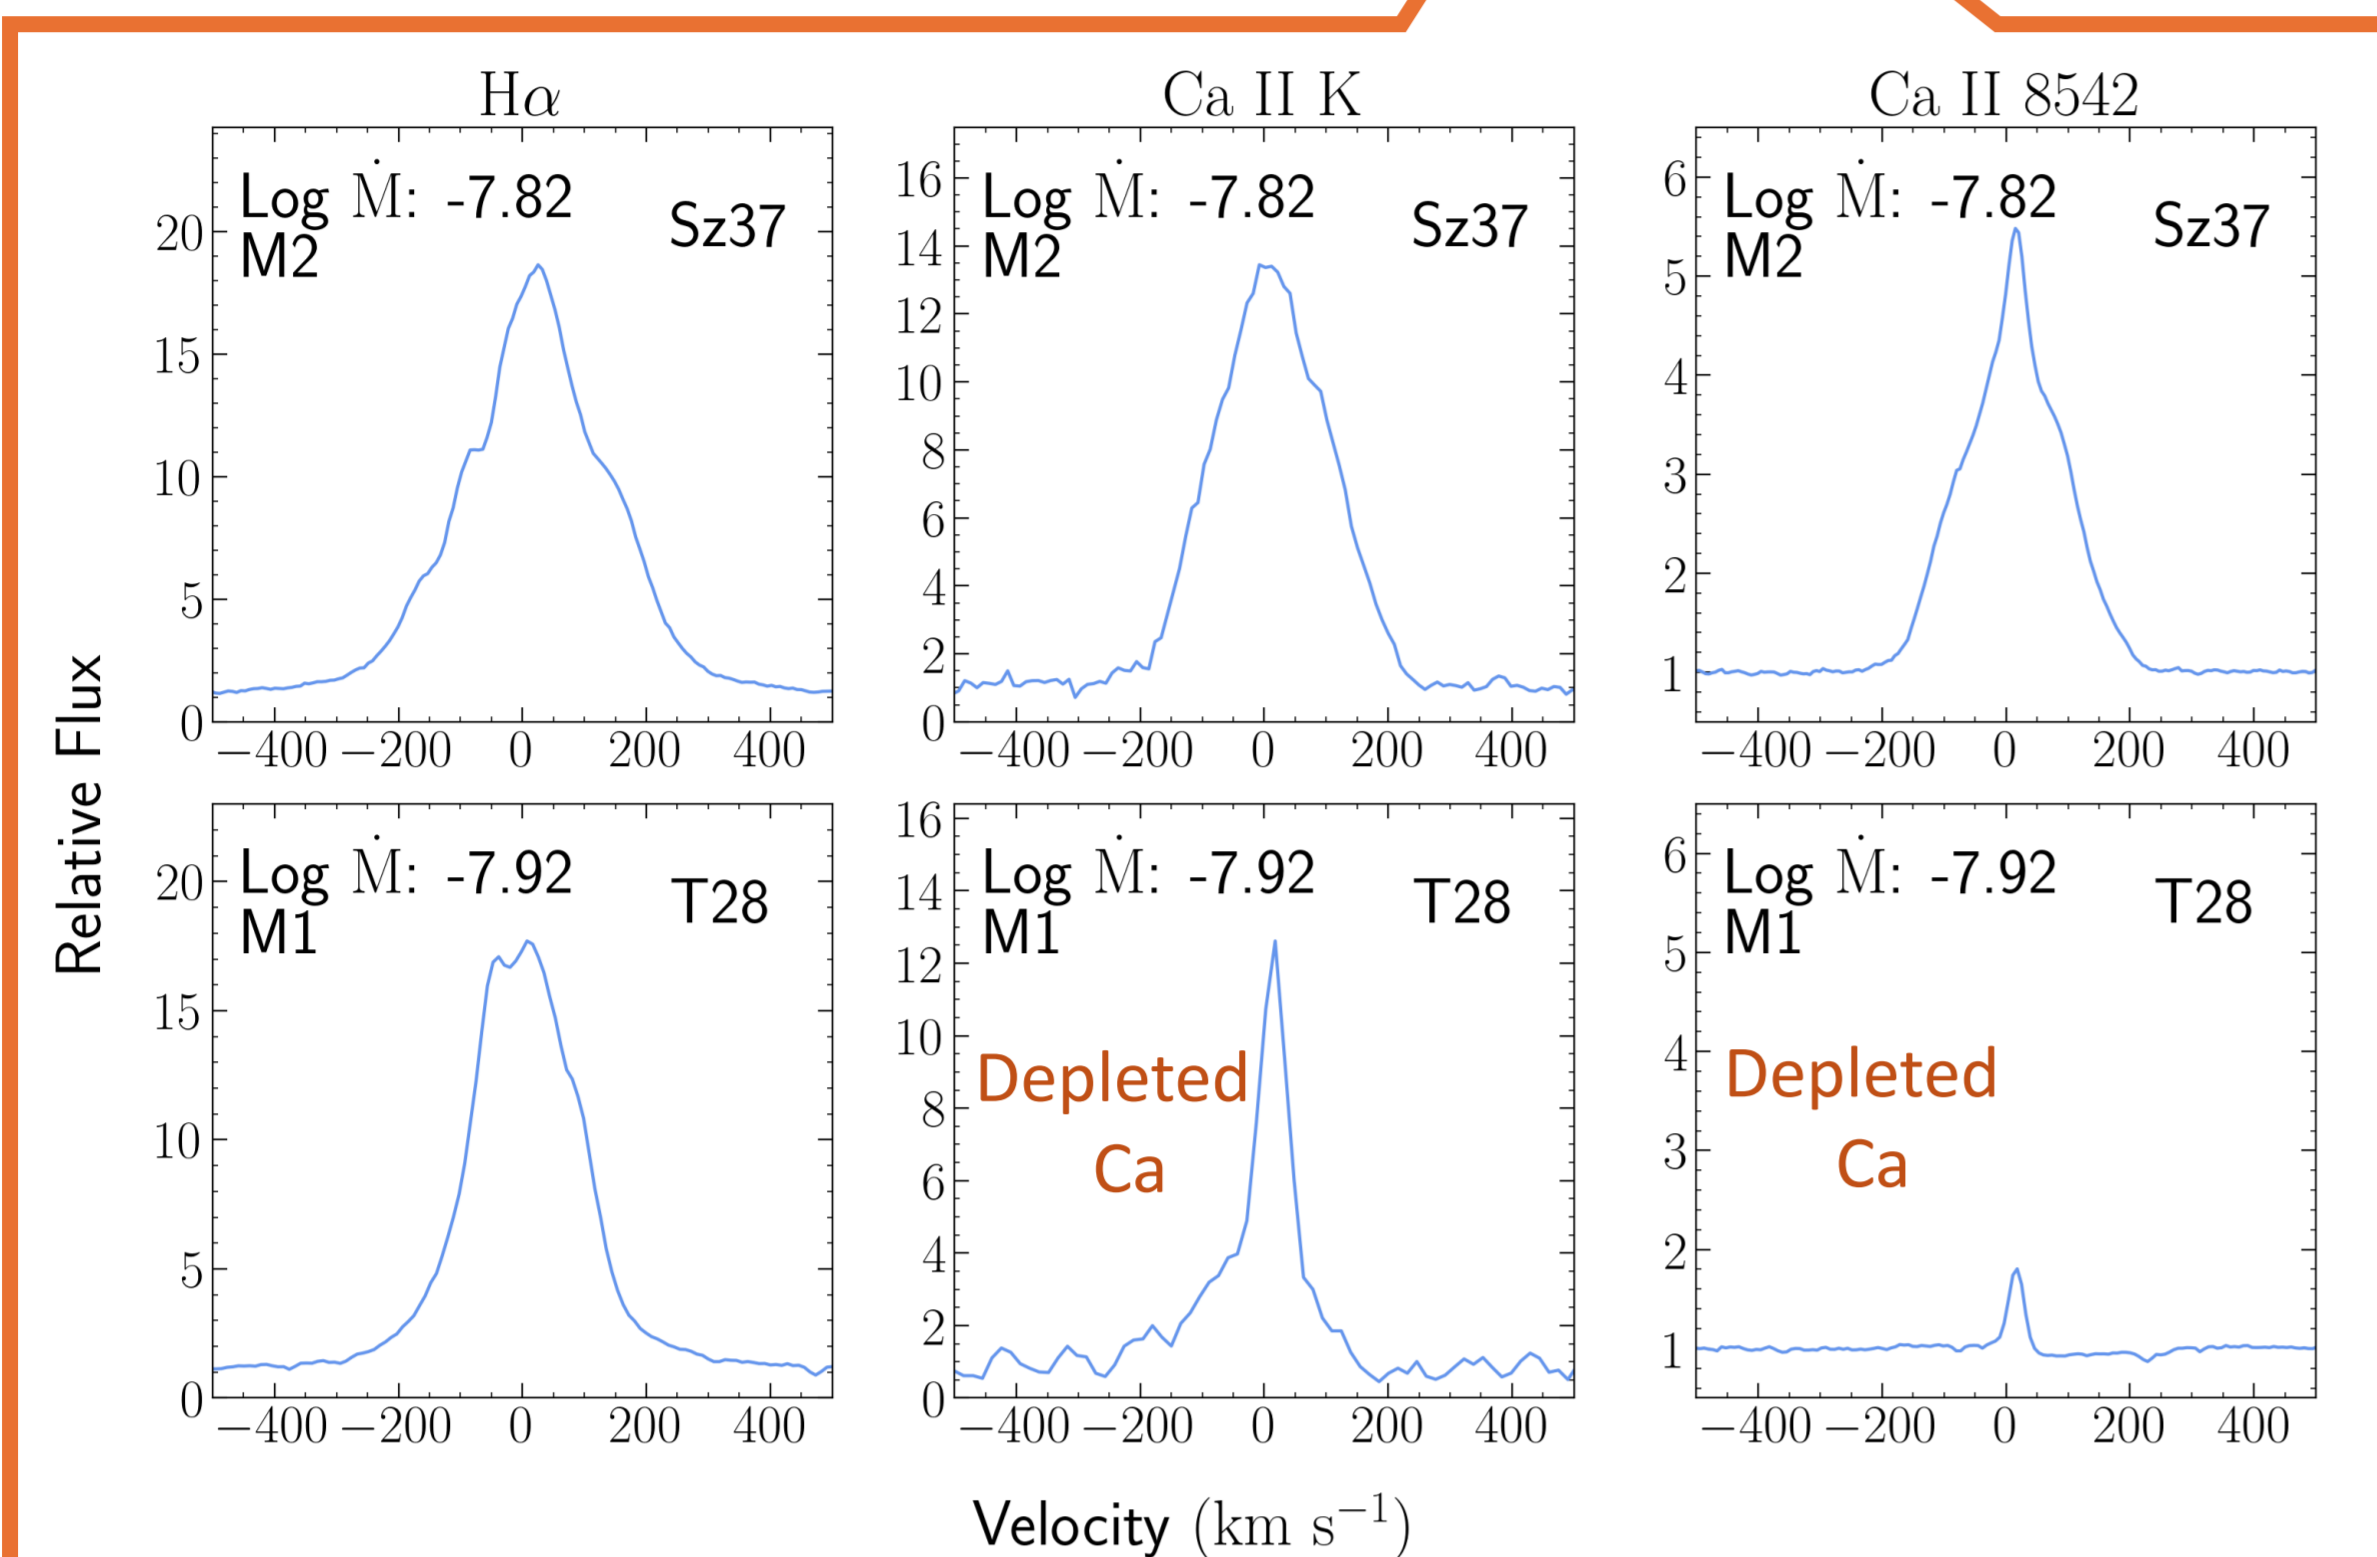 Hα
Ca II K
Ca II 8542
Log Ṁ: -7.82
M2
Sz37
20
15
10
5
0
−400 −200 0 200 400
Log Ṁ: -7.82
M2
Sz37
16
14
12
10
8
6
4
2
0
−400 −200 0 200 400
Log Ṁ: -7.82
M2
Sz37
6
5
4
3
2
1
−400 −200 0 200 400
Relative Flux
Log Ṁ: -7.92
M1
T28
20
15
10
5
0
−400 −200 0 200 400
Log Ṁ: -7.92
M1
T28
Depleted
Ca
16
14
12
10
8
6
4
2
0
−400 −200 0 200 400
Log Ṁ: -7.92
M1
T28
Depleted
Ca
6
5
4
3
2
1
−400 −200 0 200 400
Velocity (km s⁻¹)